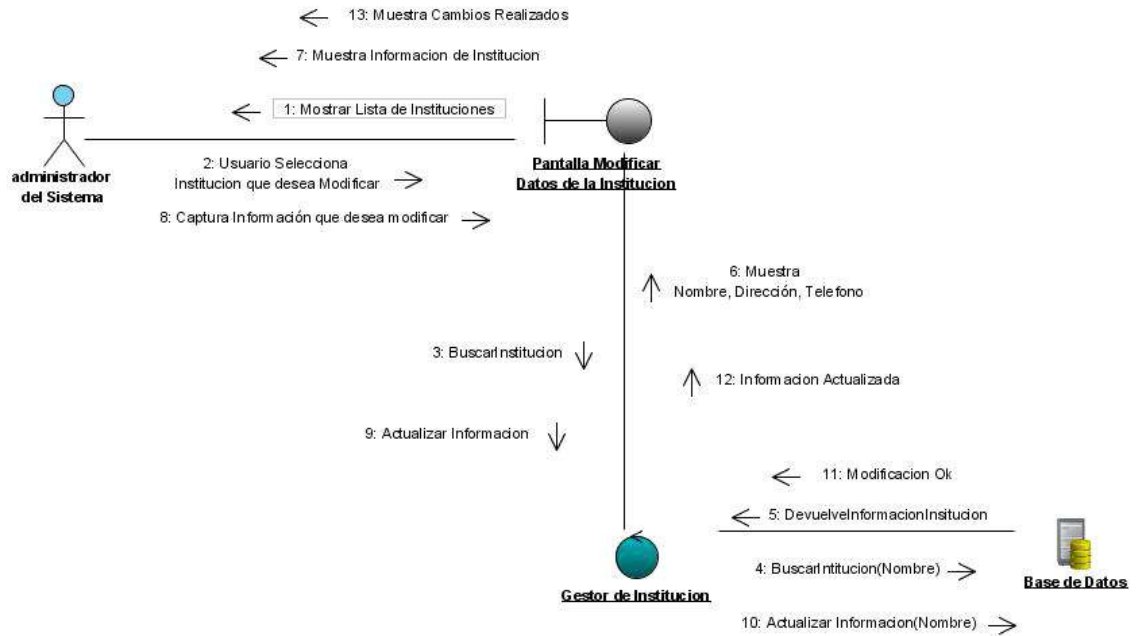 13: Muestra Cambios Realizados
7: Muestra Informacion de Institucion
1: Mostrar Lista de Instituciones
administrador
del Sistema
2: Usuario Selecciona
Institucion que desea Modificar
8: Captura Información que desea modificar
Pantalla Modificar
Datos de la Institucion
6: Muestra
Nombre, Dirección, Telefono
3: BuscarInstitucion
12: Informacion Actualizada
9: Actualizar Informacion
11: Modificacion Ok
5: DevuelveInformacionInsitucion
4: BuscarIntitucion(Nombre)
10: Actualizar Informacion(Nombre)
Gestor de Institucion
Base de Datos